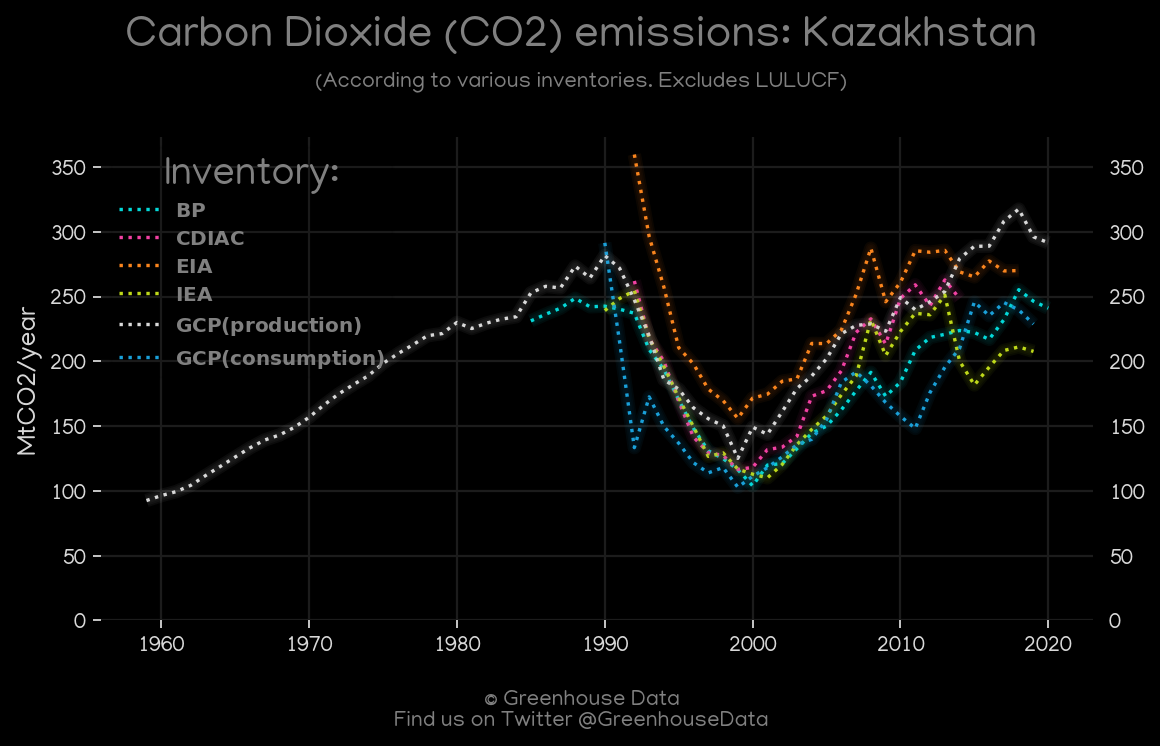 Carbon Dioxide (CO2) emissions: Kazakhstan
(According to various inventories. Excludes LULUCF)
Inventory:
BP
CDIAC
EIA
IEA
GCP(production)
GCP(consumption)
MtCO2/year
350
300
250
200
150
100
50
0
350
300
250
200
150
100
50
0
1960 1970 1980 1990 2000 2010 2020
© Greenhouse Data
Find us on Twitter @GreenhouseData